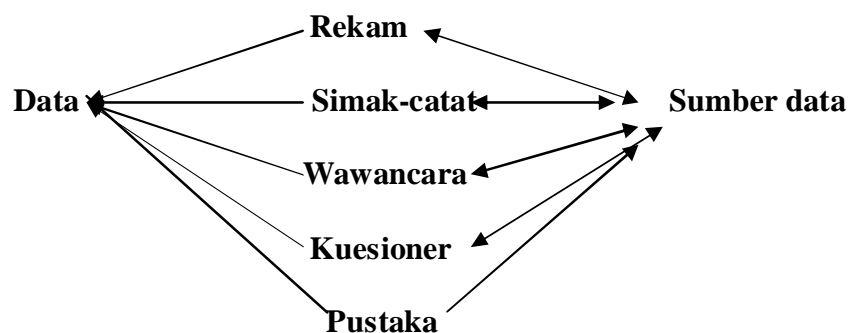 Rekam
Data Simak-catat Sumber data
Wawancara
Kuesioner
Pustaka